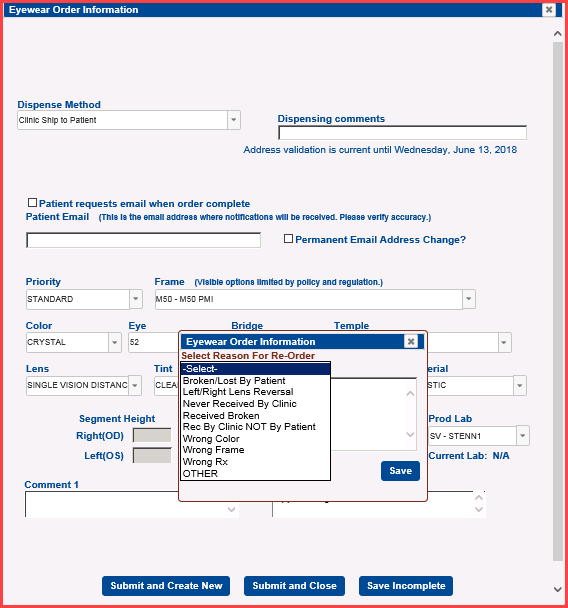 Eyewear Order Information
Dispense Method
Clinic Ship to Patient
Dispensing comments
Address validation is current until Wednesday, June 13, 2018
Patient requests email when order complete
Patient Email (This is the email address where notifications will be received. Please verify accuracy.)
Permanent Email Address Change?
Priority Frame (Visible options limited by policy and regulation.)
STANDARD M50 - M50 PMI
Color Eye Bridge Temple
CRYSTAL 52
Eyewear Order Information
Select Reason For Re-Order
-Select-
Broken/Lost By Patient
Left/Right Lens Reversal
Never Received By Clinic
Received Broken
Rec By Clinic NOT By Patient
Wrong Color
Wrong Frame
Wrong Rx
OTHER
Save
Lens Tint erial
SINGLE VISION DISTANC CLEA STIC
Segment Height
Right(OD)
Left(OS)
Prod Lab
SV - STENN1
Current Lab: N/A
Comment 1
Submit and Create New Submit and Close Save Incomplete